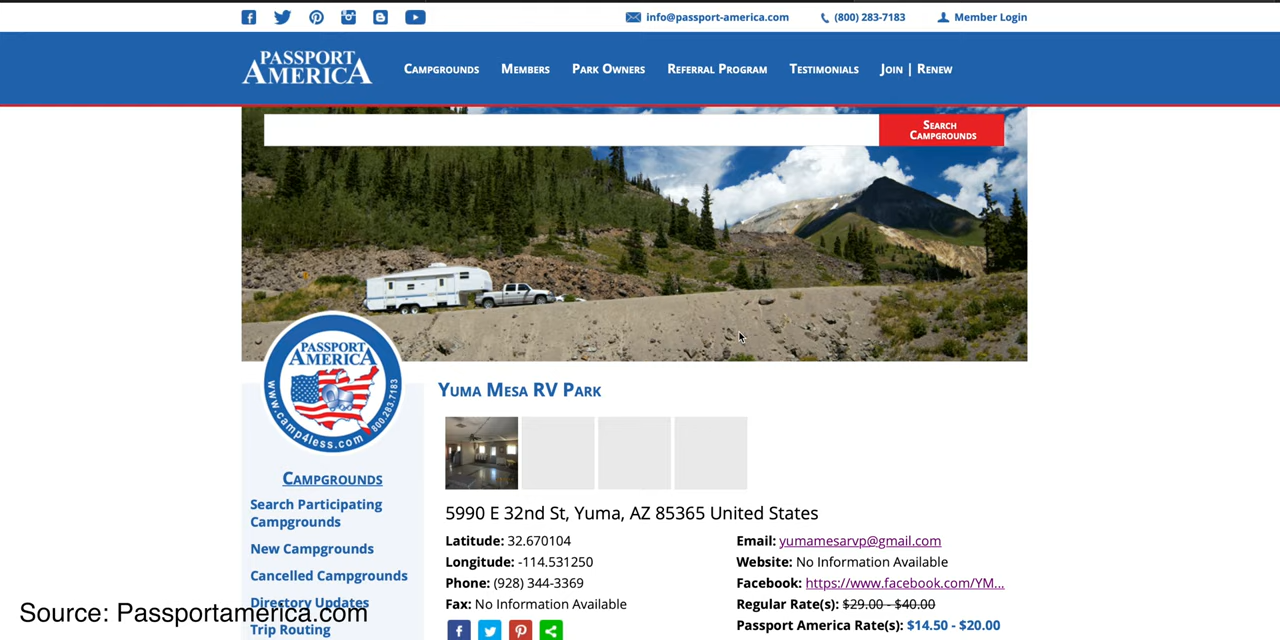 info@passport-america.com
(800) 283-7183
Member Login
PASSPORT
AMERICA
Campgrounds
Members
Park Owners
Referral Program
Testimonials
Join | Renew
Search
Campgrounds
PASSPORT
AMERICA
www.camp4less.com 800.283.7183
Yuma Mesa RV Park
Campgrounds
Search Participating
Campgrounds
New Campgrounds
Cancelled Campgrounds
Directory Updates
Trip Routing
5990 E 32nd St, Yuma, AZ 85365 United States
Latitude: 32.670104
Longitude: -114.531250
Phone: (928) 344-3369
Fax: No Information Available
Email: yumamesarvp@gmail.com
Website: No Information Available
Facebook: https://www.facebook.com/YM...
Regular Rate(s): $29.00 - $40.00
Passport America Rate(s): $14.50 - $20.00
Source: Passportamerica.com